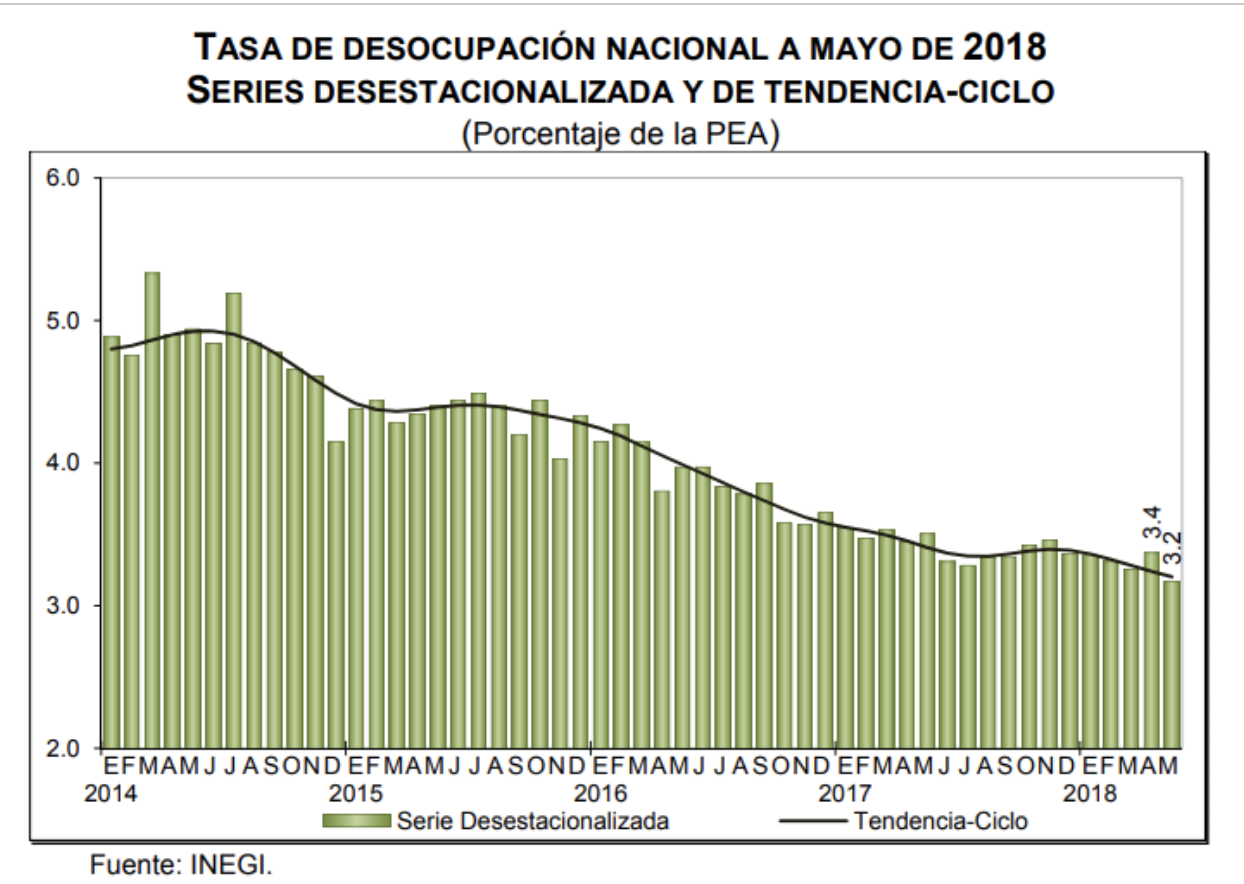 TASA DE DESOCUPACIÓN NACIONAL A MAYO DE 2018
SERIES DESESTACIONALIZADA Y DE TENDENCIA-CICLO
(Porcentaje de la PEA)
6.0
5.0
4.0
3.0
2.0
3.4
3.2
E F M A M J J A S O N D E F M A M J J A S O N D E F M A M J J A S O N D E F M A M J J A S O N D E F M A M
2014 2015 2016 2017 2018
Serie Desestacionalizada Tendencia-Ciclo
Fuente: INEGI.